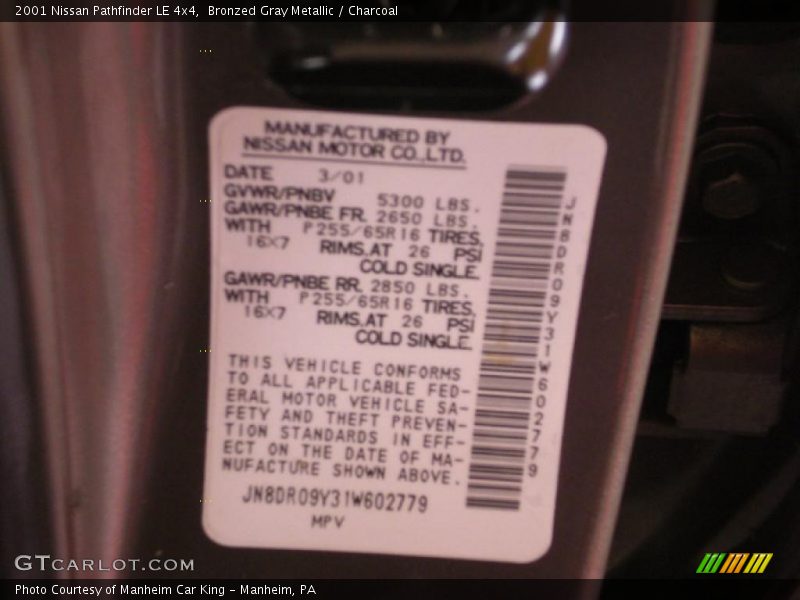 2001 Nissan Pathfinder LE 4x4,  Bronzed Gray Metallic / Charcoal
MANUFACTURED BY
NISSAN MOTOR CO.,LTD.
DATE 3/01
GVWR/PNBV 5300 LBS.
GAWR/PNBE FR. 2650 LBS.
WITH P255/65R16 TIRES,
16X7 RIMS,AT 26 PSI
COLD SINGLE.
GAWR/PNBE RR. 2850 LBS.
WITH P255/65R16 TIRES,
16X7 RIMS,AT 26 PSI
COLD SINGLE.
THIS VEHICLE CONFORMS
TO ALL APPLICABLE FED-
ERAL MOTOR VEHICLE SA-
FETY AND THEFT PREVEN-
TION STANDARDS IN EFF-
ECT ON THE DATE OF MA-
NUFACTURE SHOWN ABOVE.
JN8DR09Y31W602779
MPV
JN8DR09Y31W602779
GTCARLOT.COM
Photo Courtesy of Manheim Car King - Manheim, PA